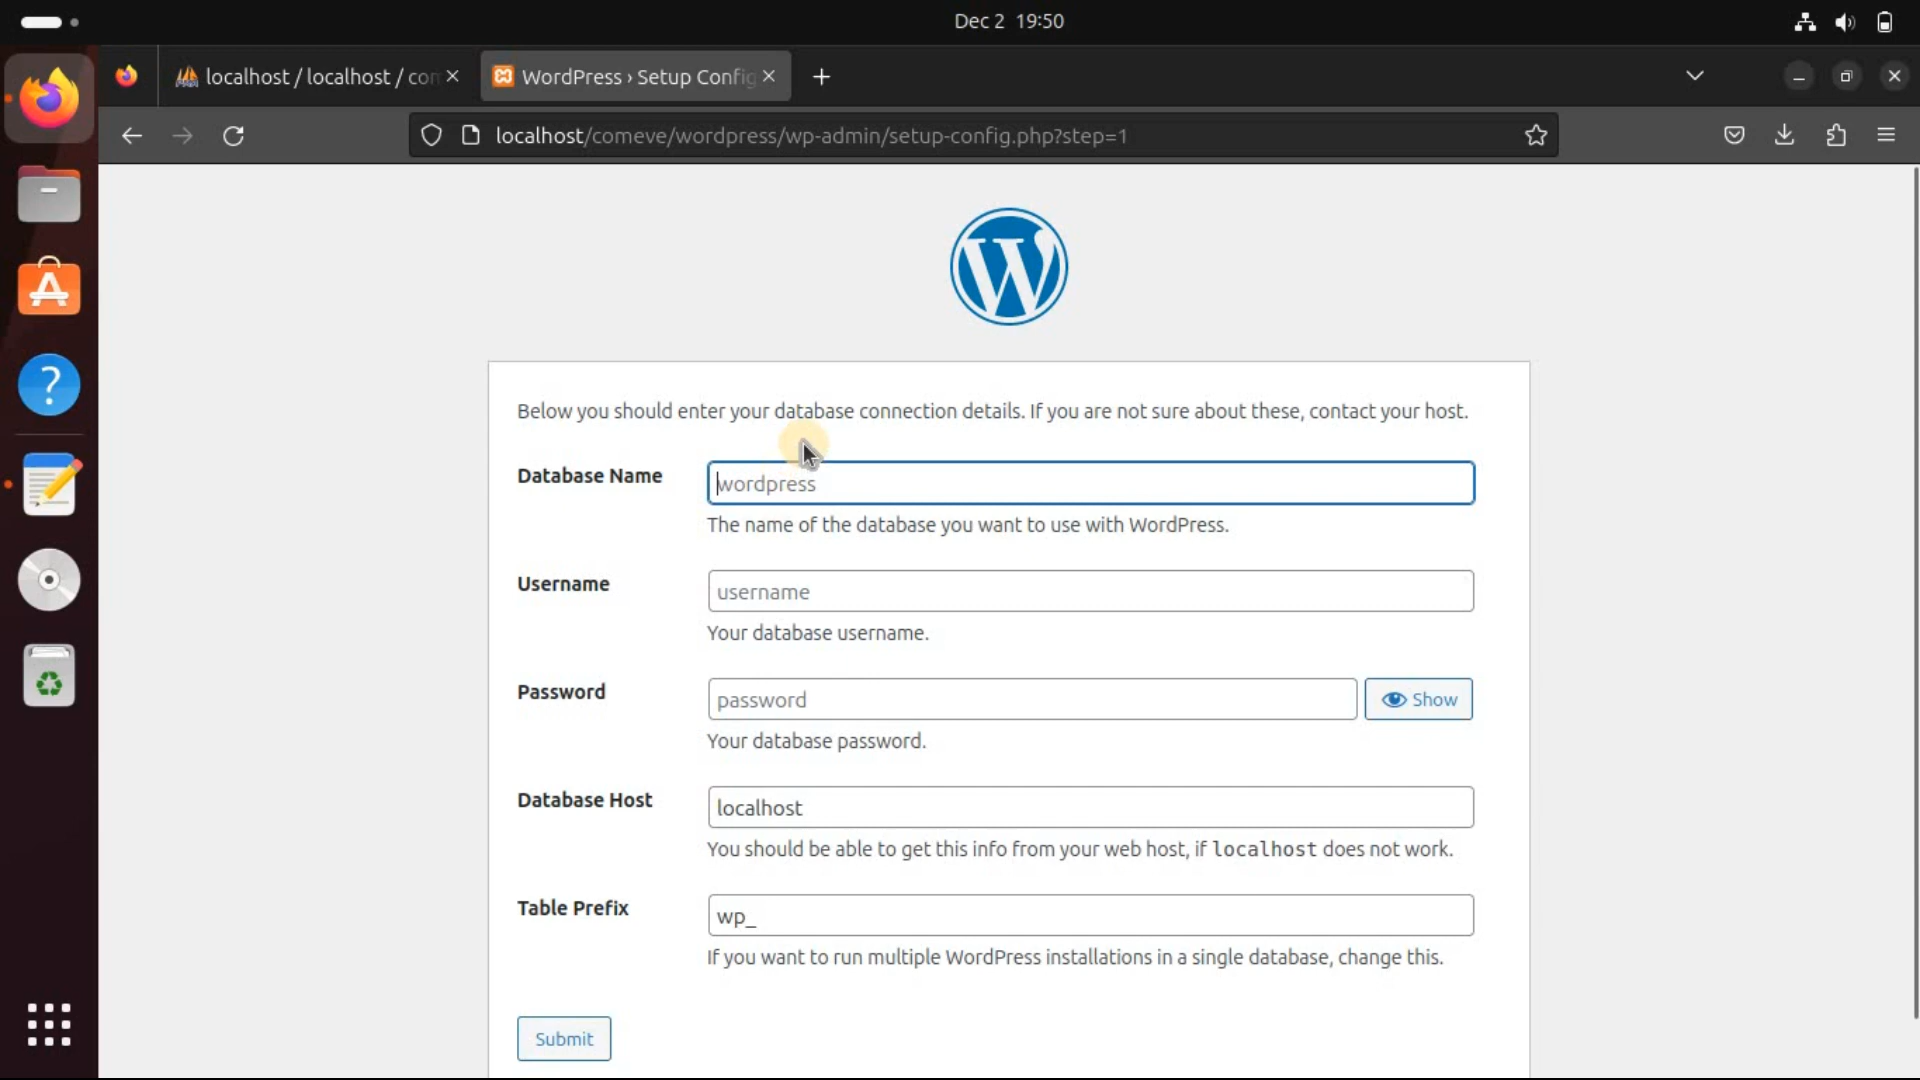 Dec 2 19:50
localhost / localhost / con
WordPress › Setup Config
localhost/comeve/wordpress/wp-admin/setup-config.php?step=1
Below you should enter your database connection details. If you are not sure about these, contact your host.
Database Name
wordpress
The name of the database you want to use with WordPress.
Username
username
Your database username.
Password
password
Show
Your database password.
Database Host
localhost
You should be able to get this info from your web host, if localhost does not work.
Table Prefix
wp_
If you want to run multiple WordPress installations in a single database, change this.
Submit